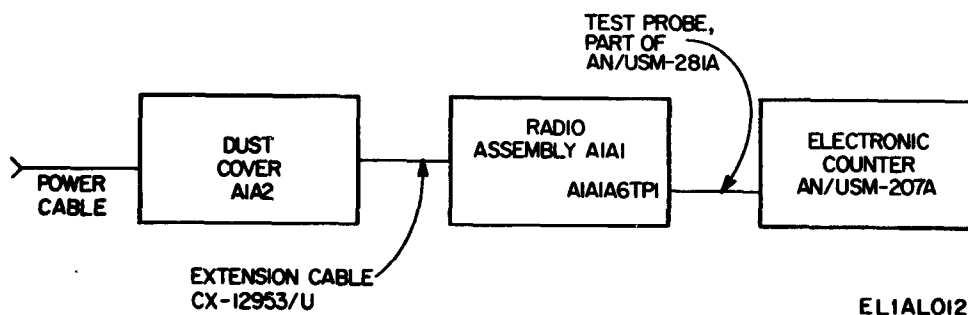 TEST PROBE,
PART OF
AN/USM-281A
DUST
COVER
A1A2
RADIO
ASSEMBLY A1A1
A1A1A6TP1
ELECTRONIC
COUNTER
AN/USM-207A
POWER
CABLE
EXTENSION CABLE
CX-12953/U
EL1AL012